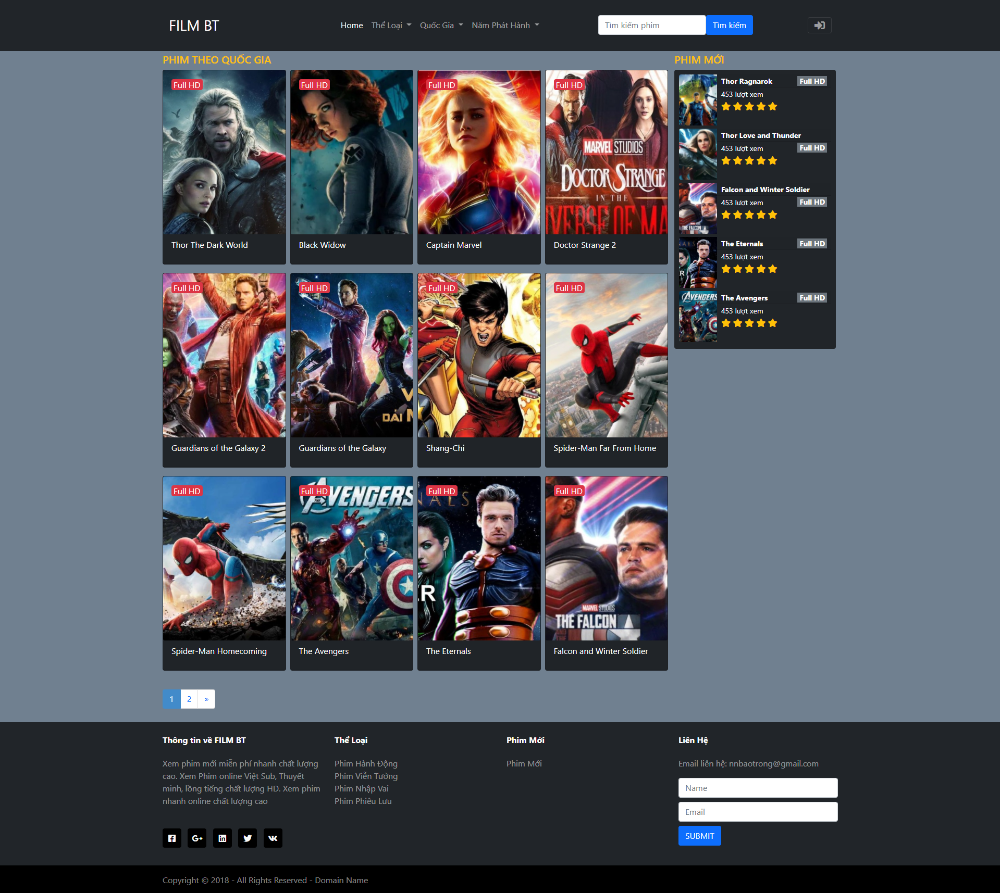 FILM BT
Home
Thể Loại
Quốc Gia
Năm Phát Hành
Tìm kiếm phim
Tìm kiếm
PHIM THEO QUỐC GIA
Full HD
Thor The Dark World
Full HD
Black Widow
Full HD
Captain Marvel
Full HD
MARVEL STUDIOS
DOCTOR STRANGE
IN THE
VERSE OF MA
Doctor Strange 2
Full HD
Guardians of the Galaxy 2
Full HD
V
DẢI N
Guardians of the Galaxy
Full HD
Shang-Chi
Full HD
Spider-Man Far From Home
Full HD
Spider-Man Homecoming
Full HD
THE AVENGERS
The Avengers
Full HD
NALS
ER
The Eternals
Full HD
MARVEL STUDIOS
THE FALCON
Falcon and Winter Soldier
1
2
»
PHIM MỚI
Thor Ragnarok
Full HD
453 lượt xem
Thor Love and Thunder
453 lượt xem
Full HD
Falcon and Winter Soldier
453 lượt xem
Full HD
THE FALCON
The Eternals
Full HD
453 lượt xem
NALS
R
The Avengers
Full HD
453 lượt xem
AVENGERS
Thông tin về FILM BT
Xem phim mới miễn phí nhanh chất lượng
cao. Xem Phim online Việt Sub, Thuyết
minh, lồng tiếng chất lượng HD. Xem phim
nhanh online chất lượng cao
Thể Loại
Phim Hành Động
Phim Viễn Tưởng
Phim Nhập Vai
Phim Phiêu Lưu
Phim Mới
Phim Mới
Liên Hệ
Email liên hệ: nnbaotrong@gmail.com
Name
Email
SUBMIT
Copyright © 2018 - All Rights Reserved - Domain Name